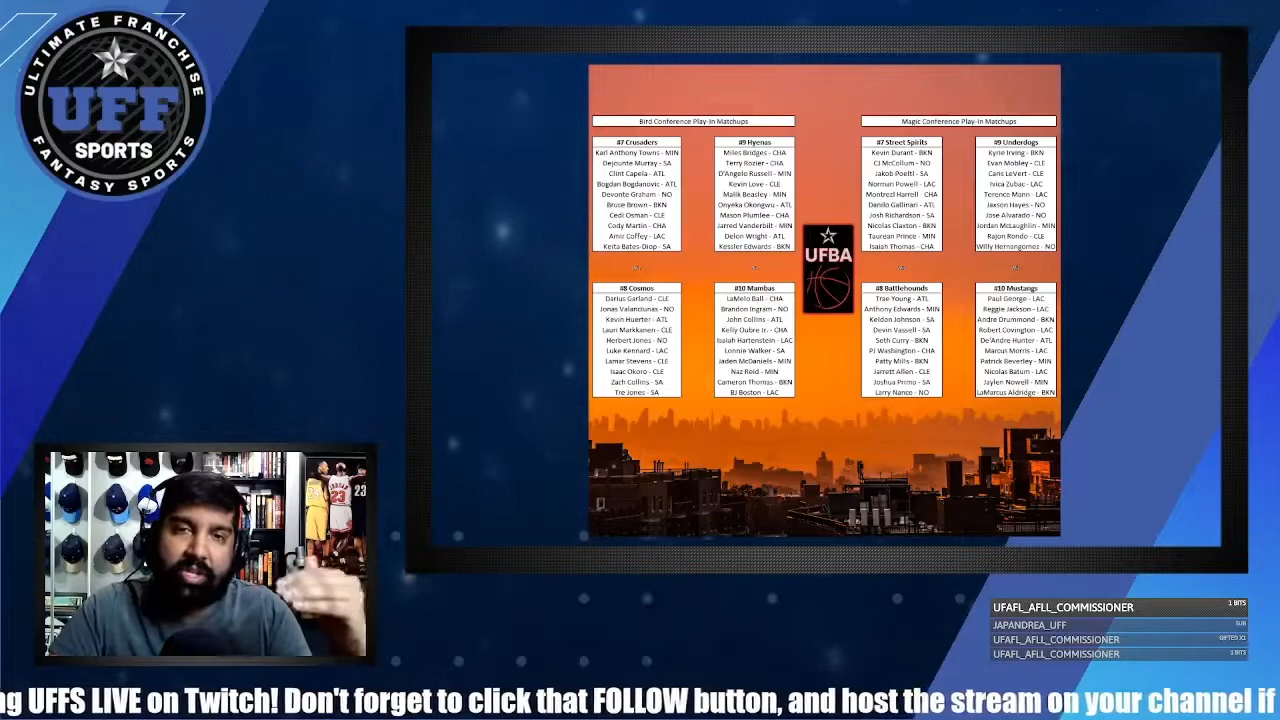 ULTIMATE FRANCHISE
UFF
SPORTS
FANTASY SPORTS
Bird Conference Play-In Matchups
Magic Conference Play-In Matchups
#7 Crusaders
Karl Anthony Towns - MIN
Dejounte Murray - SA
Clint Capela - ATL
Bogdan Bogdanovic - ATL
Devonte Graham - NO
Bruce Brown - BKN
Cedi Osman - CLE
Cody Martin - CHA
Amir Coffey - LAC
Keita Bates-Diop - SA
#9 Hyenas
Miles Bridges - CHA
Terry Rozier - CHA
D'Angelo Russell - MIN
Kevin Love - CLE
Malik Beasley - MIN
Onyeka Okongwu - ATL
Mason Plumlee - CHA
Jarred Vanderbilt - MIN
Delon Wright - ATL
Kessler Edwards - BKN
#7 Street Spirits
Kevin Durant - BKN
CJ McCollum - NO
Jakob Poeltl - SA
Norman Powell - LAC
Montrezl Harrell - CHA
Danilo Gallinari - ATL
Josh Richardson - SA
Nicolas Claxton - BKN
Taurean Prince - MIN
Isaiah Thomas - CHA
#9 Underdogs
Kyrie Irving - BKN
Evan Mobley - CLE
Caris LeVert - CLE
Ivica Zubac - LAC
Terence Mann - LAC
Jaxson Hayes - NO
Jose Alvarado - NO
Jordan McLaughlin - MIN
Rajon Rondo - CLE
Willy Hernangomez - NO
UFBA
#8 Cosmos
Darius Garland - CLE
Jonas Valanciunas - NO
Kevin Huerter - ATL
Lauri Markkanen - CLE
Herbert Jones - NO
Luke Kennard - LAC
Lamar Stevens - CLE
Isaac Okoro - CLE
Zach Collins - SA
Tre Jones - SA
#10 Mambas
LaMelo Ball - CHA
Brandon Ingram - NO
John Collins - ATL
Kelly Oubre Jr. - CHA
Isaiah Hartenstein - LAC
Lonnie Walker - SA
Jaden McDaniels - MIN
Naz Reid - MIN
Cameron Thomas - BKN
BJ Boston - LAC
#8 Battlehounds
Trae Young - ATL
Anthony Edwards - MIN
Keldon Johnson - SA
Devin Vassell - SA
Seth Curry - BKN
PJ Washington - CHA
Patty Mills - BKN
Jarrett Allen - CLE
Joshua Primo - SA
Larry Nance - NO
#10 Mustangs
Paul George - LAC
Reggie Jackson - LAC
Andre Drummond - BKN
Robert Covington - LAC
De'Andre Hunter - ATL
Marcus Morris - LAC
Patrick Beverley - MIN
Nicolas Batum - LAC
Jaylen Nowell - MIN
LaMarcus Aldridge - BKN
24
23
23
UFAFL_AFLL_COMMISSIONER 1 BITS
JAPANDREA_UFF SUB
UFAFL_AFLL_COMMISSIONER GIFTED X1
UFAFL_AFLL_COMMISSIONER 1 BITS
ng UFFS LIVE on Twitch! Don't forget to click that FOLLOW button, and host the stream on your channel if